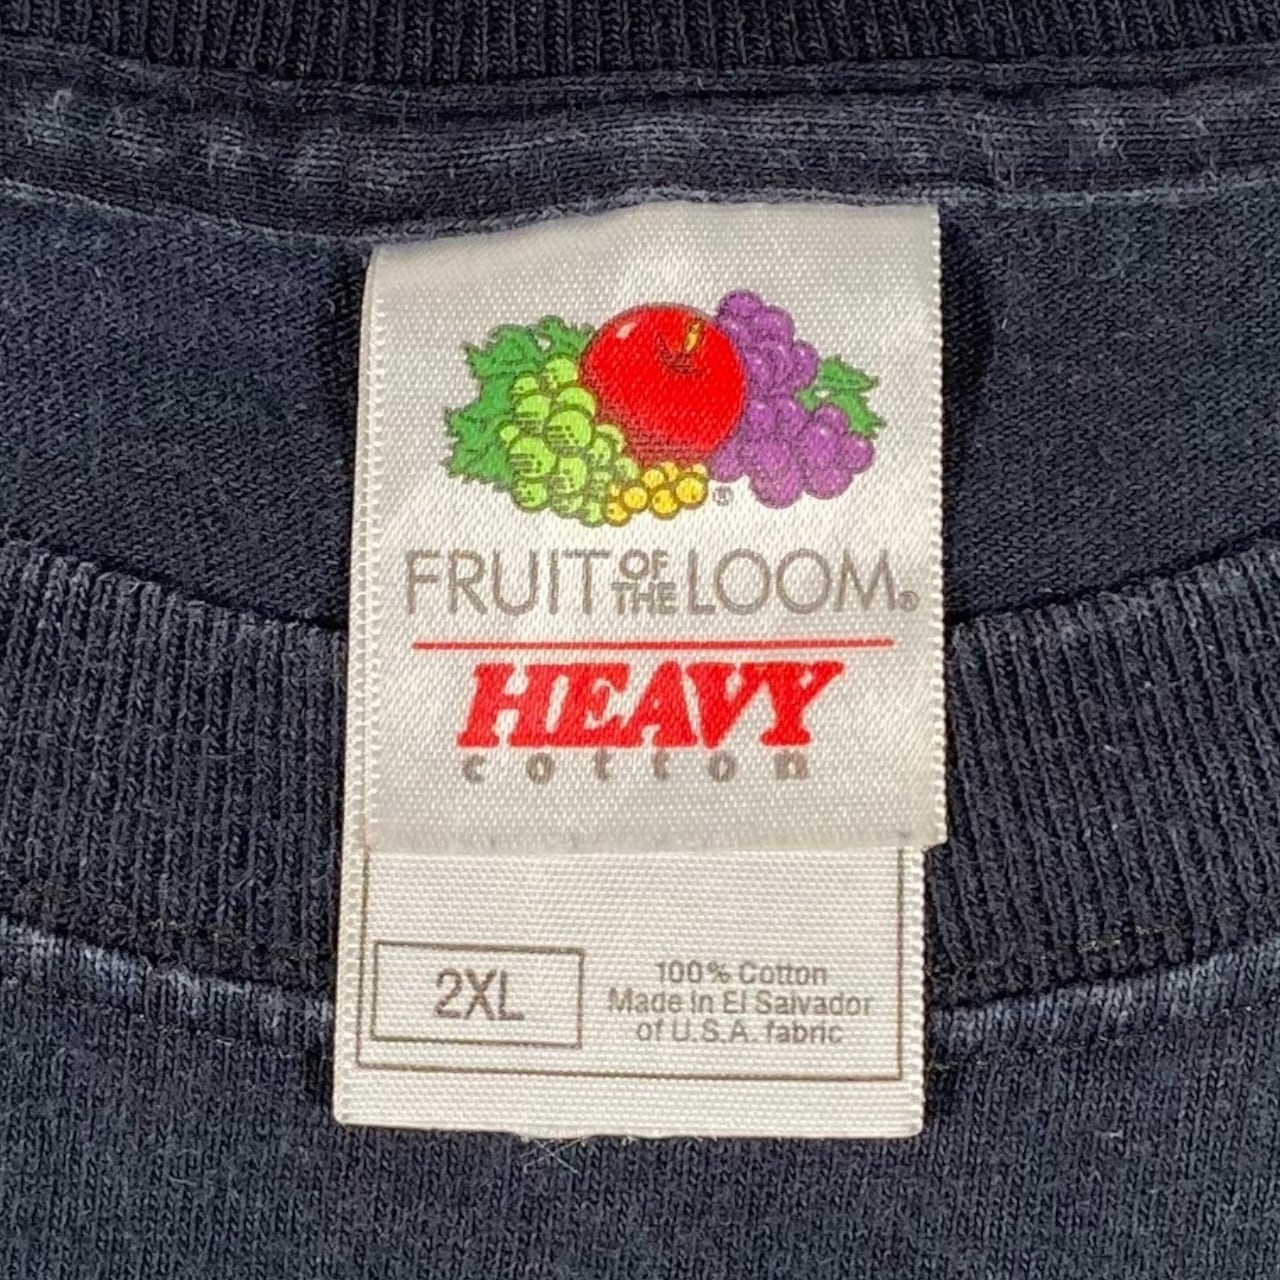 FRUIT OF THE LOOM®
HEAVY
cotton
2XL
100% Cotton
Made in El Salvador
of U.S.A. fabric